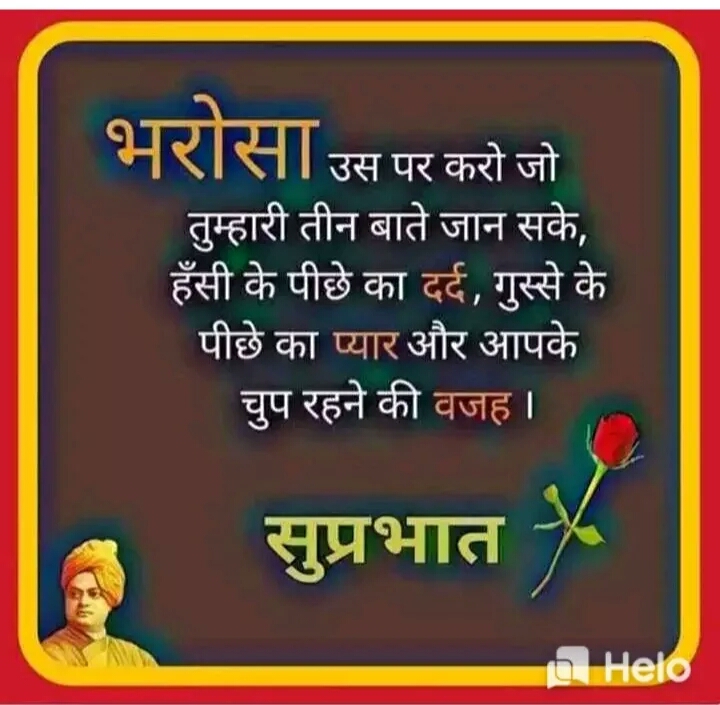 भरोसा उस पर करो जो
तुम्हारी तीन बाते जान सके,
हँसी के पीछे का दर्द, गुस्से के
पीछे का प्यार और आपके
चुप रहने की वजह।
सुप्रभात
Helo